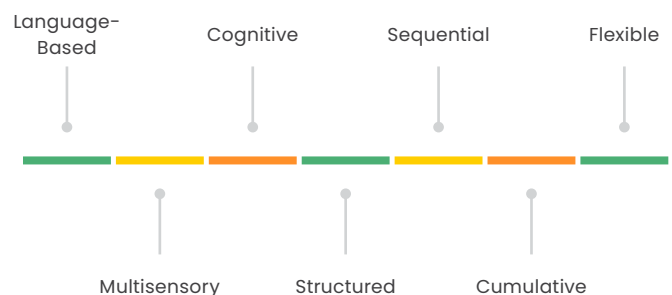 Language-
Based
Cognitive
Sequential
Flexible
Multisensory
Structured
Cumulative